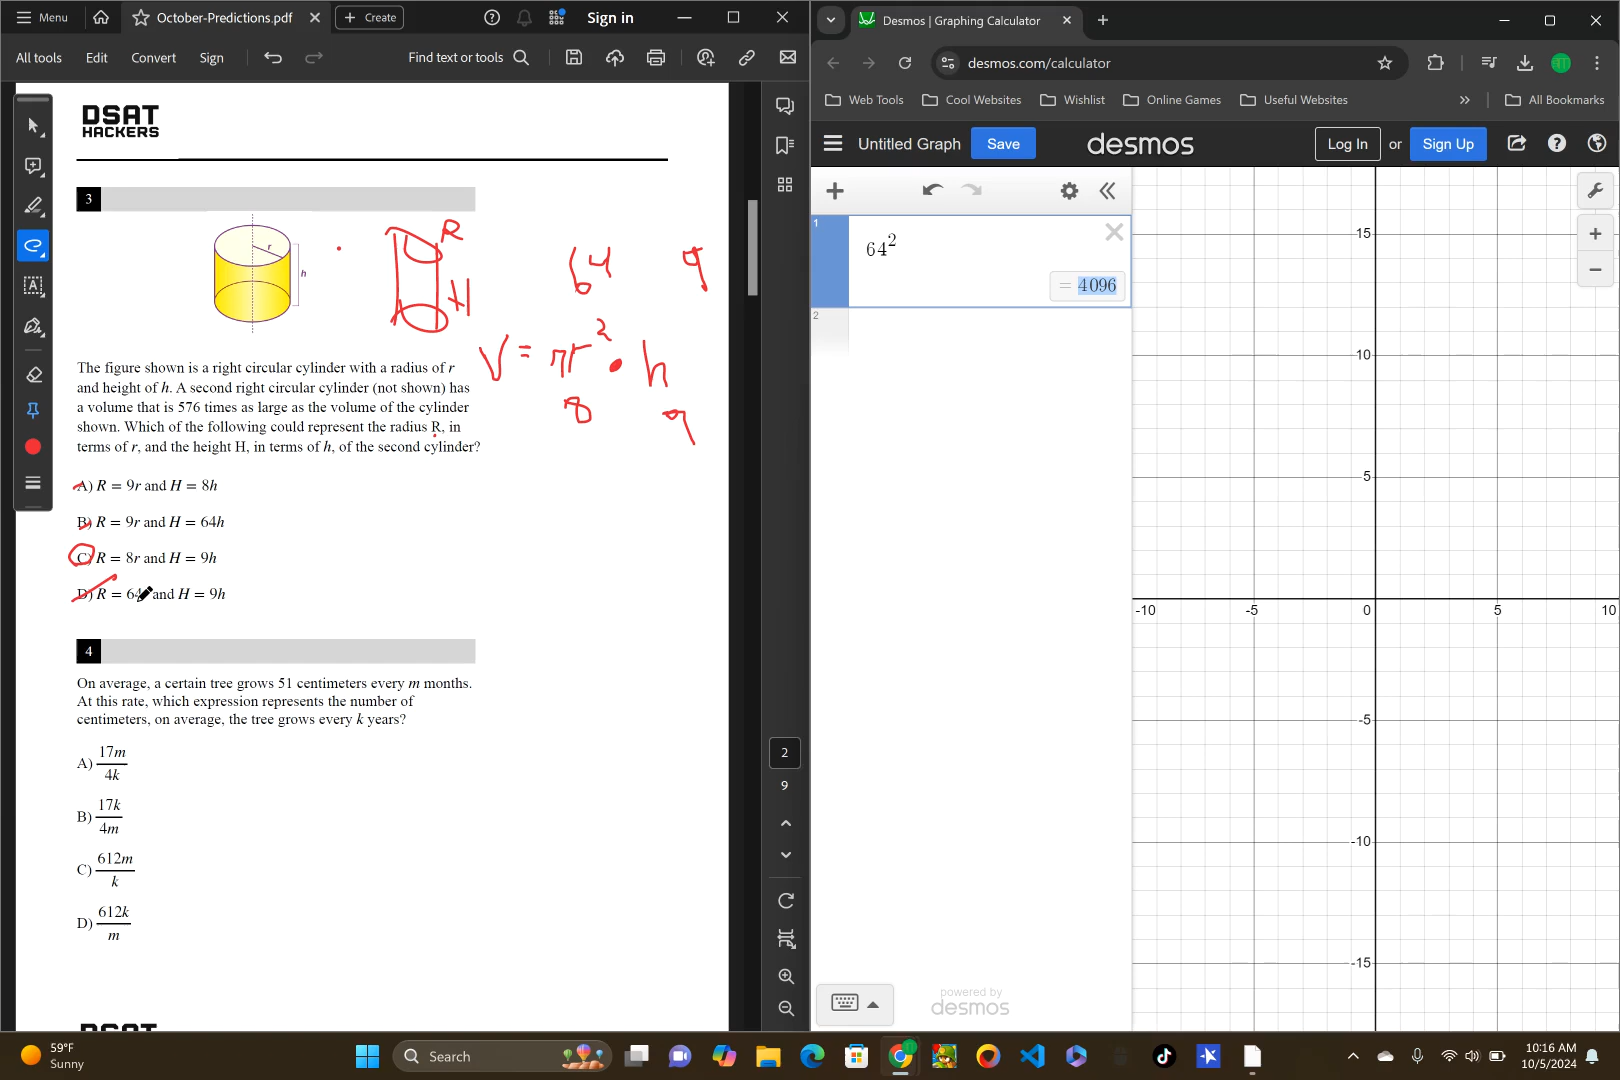 Menu
October-Predictions.pdf
Create
Sign in
All tools Edit Convert Sign
Find text or tools
DSAT
HACKERS
3
r
h
R
H
64 9
V = πr² • h
8 9
The figure shown is a right circular cylinder with a radius of r
and height of h. A second right circular cylinder (not shown) has
a volume that is 576 times as large as the volume of the cylinder
shown. Which of the following could represent the radius R, in
terms of r, and the height H, in terms of h, of the second cylinder?
A) R = 9r and H = 8h
B) R = 9r and H = 64h
C) R = 8r and H = 9h
D) R = 64 and H = 9h
4
On average, a certain tree grows 51 centimeters every m months.
At this rate, which expression represents the number of
centimeters, on average, the tree grows every k years?
A) 17m/4k
B) 17k/4m
C) 612m/k
D) 612k/m
DSAT
2
9
Desmos | Graphing Calculator
desmos.com/calculator
Web Tools Cool Websites Wishlist Online Games Useful Websites » All Bookmarks
Untitled Graph Save desmos Log In or Sign Up
1
64²
= 4096
2
powered by
desmos
15
10
5
-10 -5 0 5 10
-5
-10
-15
59°F
Sunny
Search
10:16 AM
10/5/2024